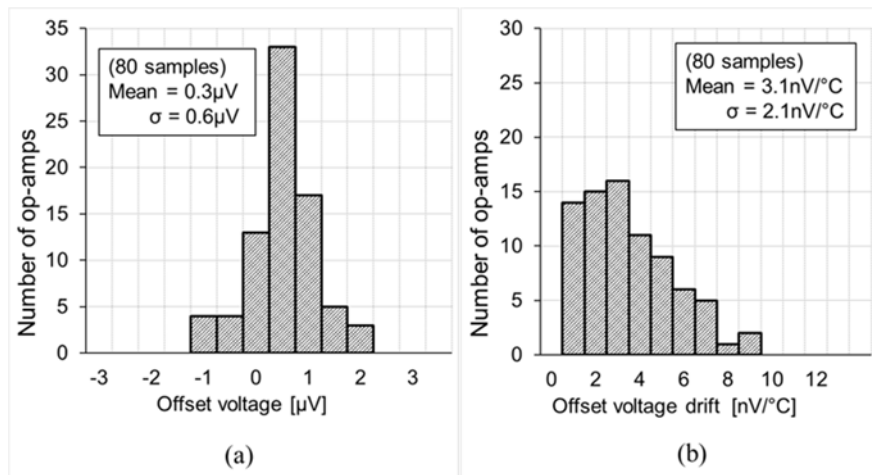 35
30
25
20
15
10
5
0
Number of op-amps
(80 samples)
Mean = 0.3µV
σ = 0.6µV
-3 -2 -1 0 1 2 3
Offset voltage [µV]
(a)
30
25
20
15
10
5
0
Number of op-amps
(80 samples)
Mean = 3.1nV/°C
σ = 2.1nV/°C
0 2 4 6 8 10 12
Offset voltage drift [nV/°C]
(b)